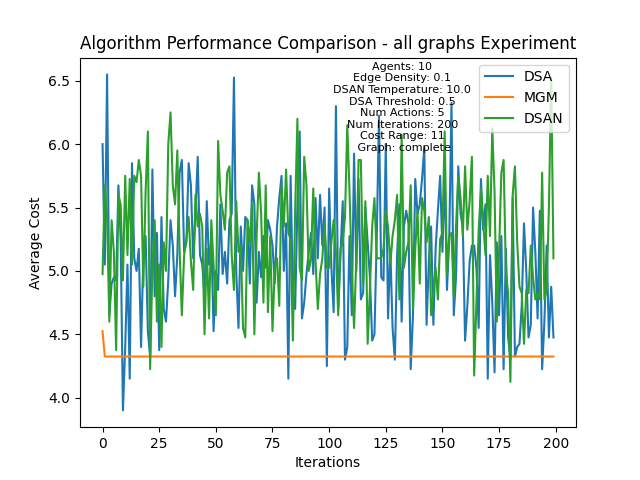 Algorithm Performance Comparison - all graphs Experiment
Agents: 10
Edge Density: 0.1
DSAN Temperature: 10.0
DSA Threshold: 0.5
Num Actions: 5
Num Iterations: 200
Cost Range: 11
Graph: complete
DSA
MGM
DSAN
6.5
6.0
5.5
5.0
4.5
4.0
Average Cost
0 25 50 75 100 125 150 175 200
Iterations